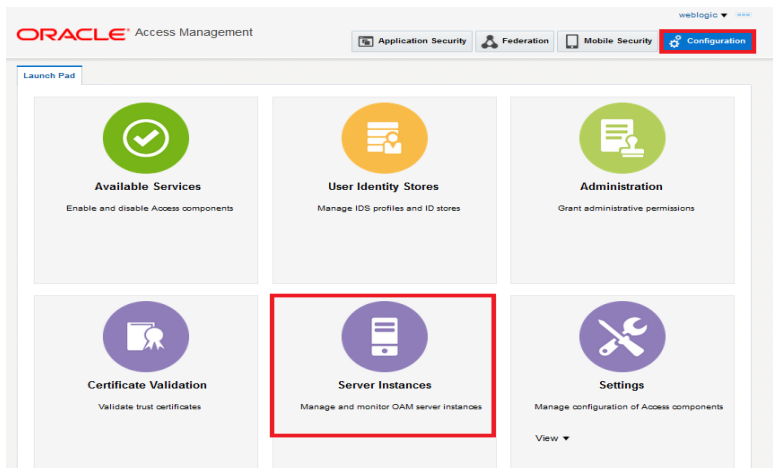 weblogic
ORACLE Access Management
Application Security
Federation
Mobile Security
Configuration
Launch Pad
Available Services
Enable and disable Access components
User Identity Stores
Manage IDS profiles and ID stores
Administration
Grant administrative permissions
Certificate Validation
Validate trust certificates
Server Instances
Manage and monitor OAM server instances
Settings
Manage configuration of Access components
View